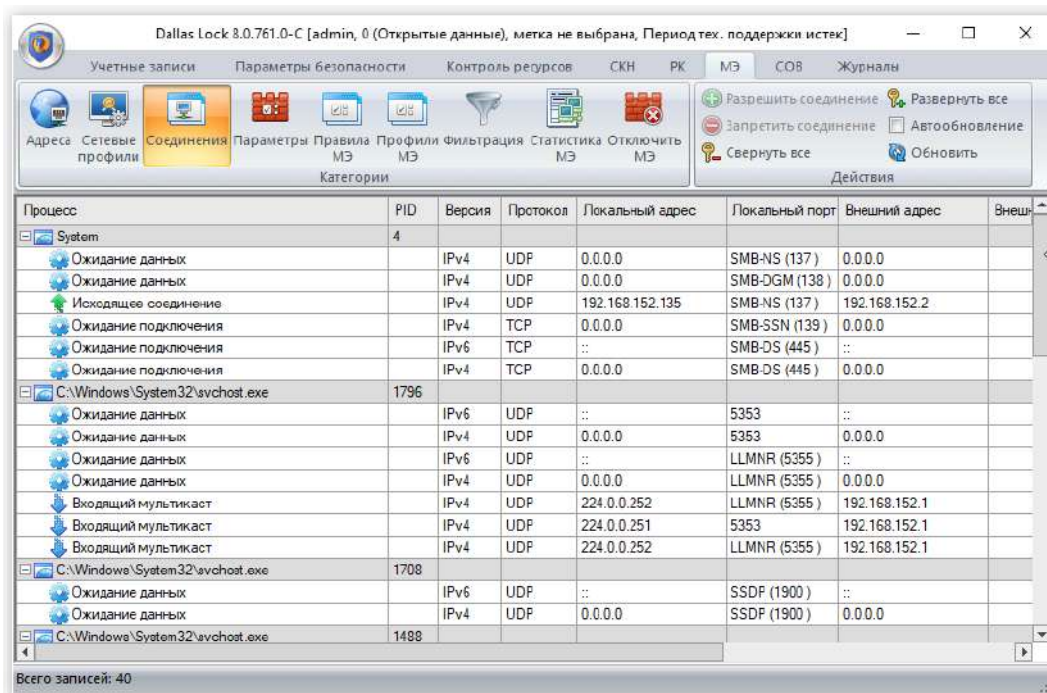 Dallas Lock 8.0.761.0-C [admin, 0 (Открытые данные), метка не выбрана, Период тех. поддержки истек]
Учетные записи Параметры безопасности Контроль ресурсов СКН РК МЭ СОВ Журналы
Адреса Сетевые профили Соединения Параметры Правила МЭ Профили МЭ Фильтрация Статистика МЭ Отключить МЭ
Категории
Разрешить соединение Развернуть все
Запретить соединение Автообновление
Свернуть все Обновить
Действия
Процесс PID Версия Протокол Локальный адрес Локальный порт Внешний адрес Внеш
System 4
Ожидание данных IPv4 UDP 0.0.0.0 SMB-NS (137 ) 0.0.0.0
Ожидание данных IPv4 UDP 0.0.0.0 SMB-DGM (138 ) 0.0.0.0
Исходящее соединение IPv4 UDP 192.168.152.135 SMB-NS (137 ) 192.168.152.2
Ожидание подключения IPv4 TCP 0.0.0.0 SMB-SSN (139 ) 0.0.0.0
Ожидание подключения IPv6 TCP :: SMB-DS (445 ) ::
Ожидание подключения IPv4 TCP 0.0.0.0 SMB-DS (445 ) 0.0.0.0
C:\Windows\System32\svchost.exe 1796
Ожидание данных IPv6 UDP :: 5353 ::
Ожидание данных IPv4 UDP 0.0.0.0 5353 0.0.0.0
Ожидание данных IPv6 UDP :: LLMNR (5355 ) ::
Ожидание данных IPv4 UDP 0.0.0.0 LLMNR (5355 ) 0.0.0.0
Входящий мультикаст IPv4 UDP 224.0.0.252 LLMNR (5355 ) 192.168.152.1
Входящий мультикаст IPv4 UDP 224.0.0.251 5353 192.168.152.1
Входящий мультикаст IPv4 UDP 224.0.0.252 LLMNR (5355 ) 192.168.152.1
C:\Windows\System32\svchost.exe 1708
Ожидание данных IPv6 UDP :: SSDP (1900 ) ::
Ожидание данных IPv4 UDP 0.0.0.0 SSDP (1900 ) 0.0.0.0
C:\Windows\System32\svchost.exe 1488
Всего записей: 40